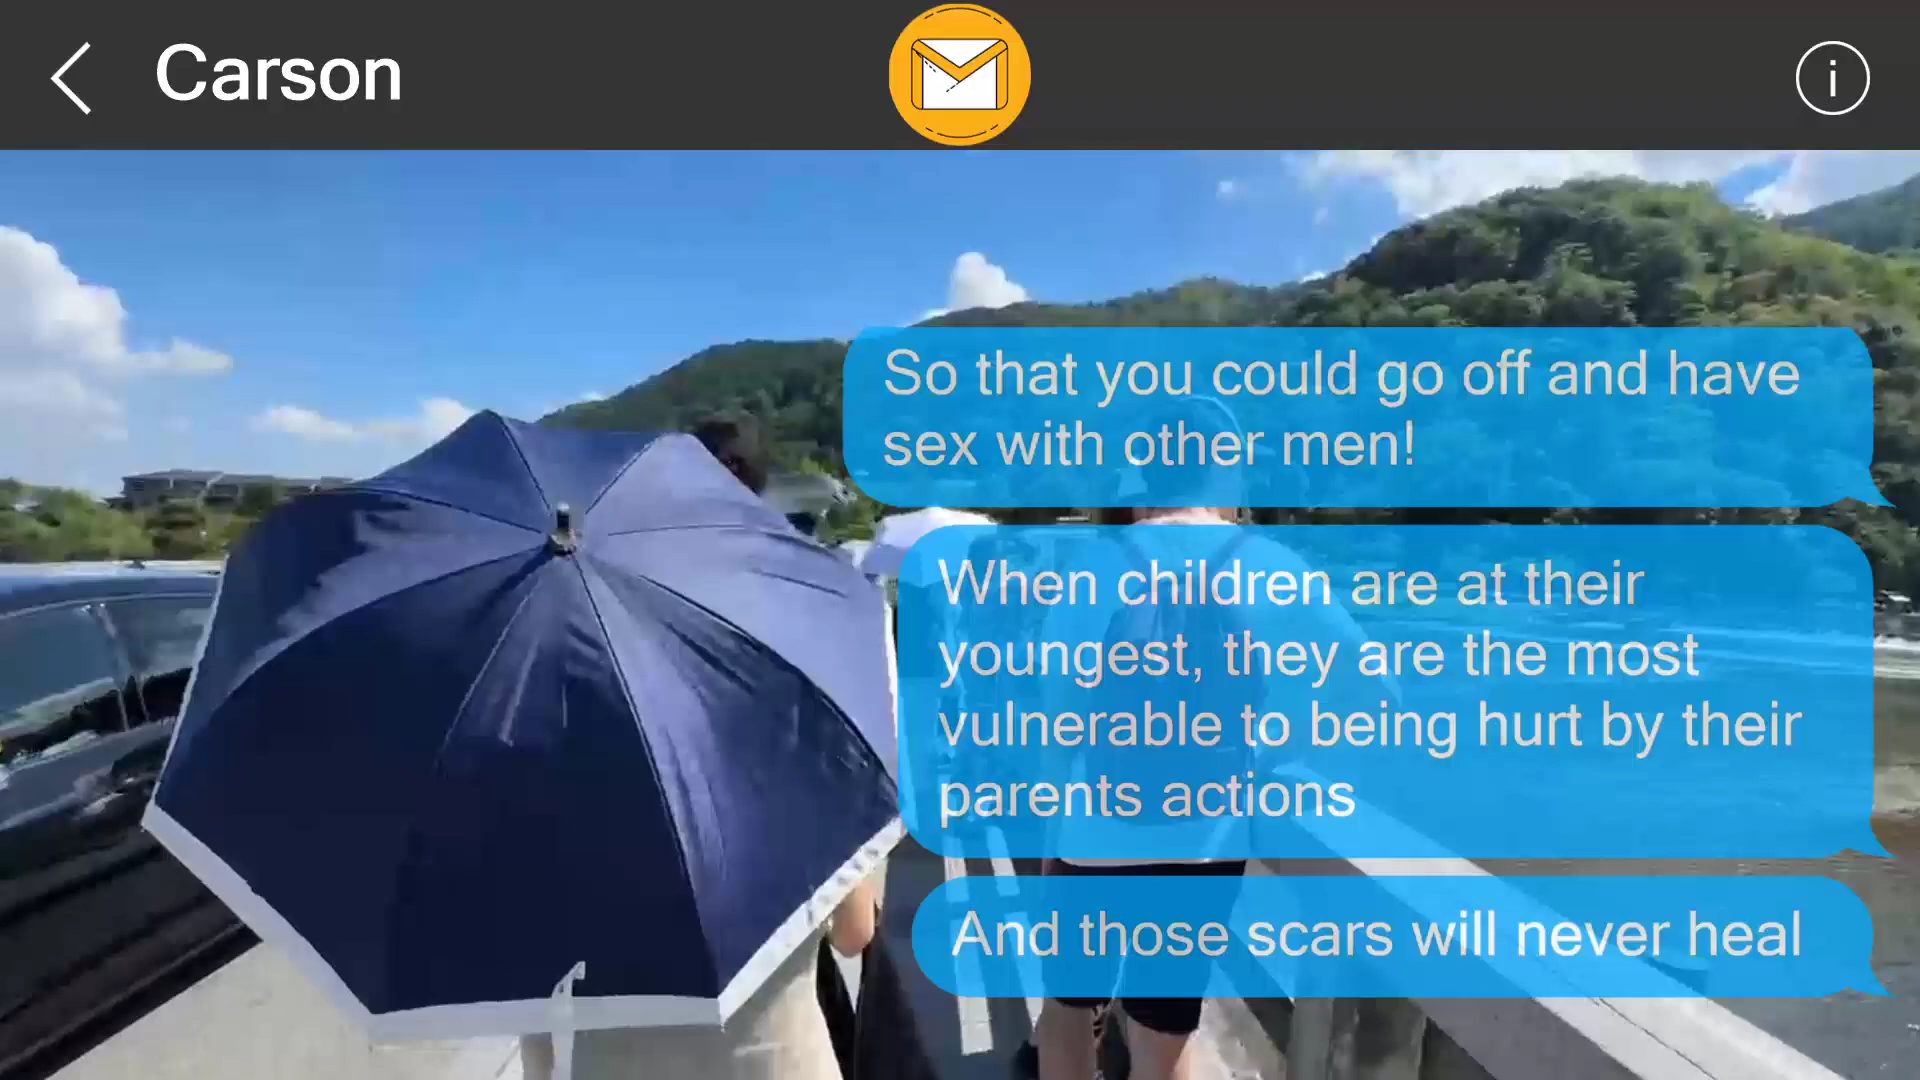 Carson
i
So that you could go off and have
sex with other men!
When children are at their
youngest, they are the most
vulnerable to being hurt by their
parents actions
And those scars will never heal